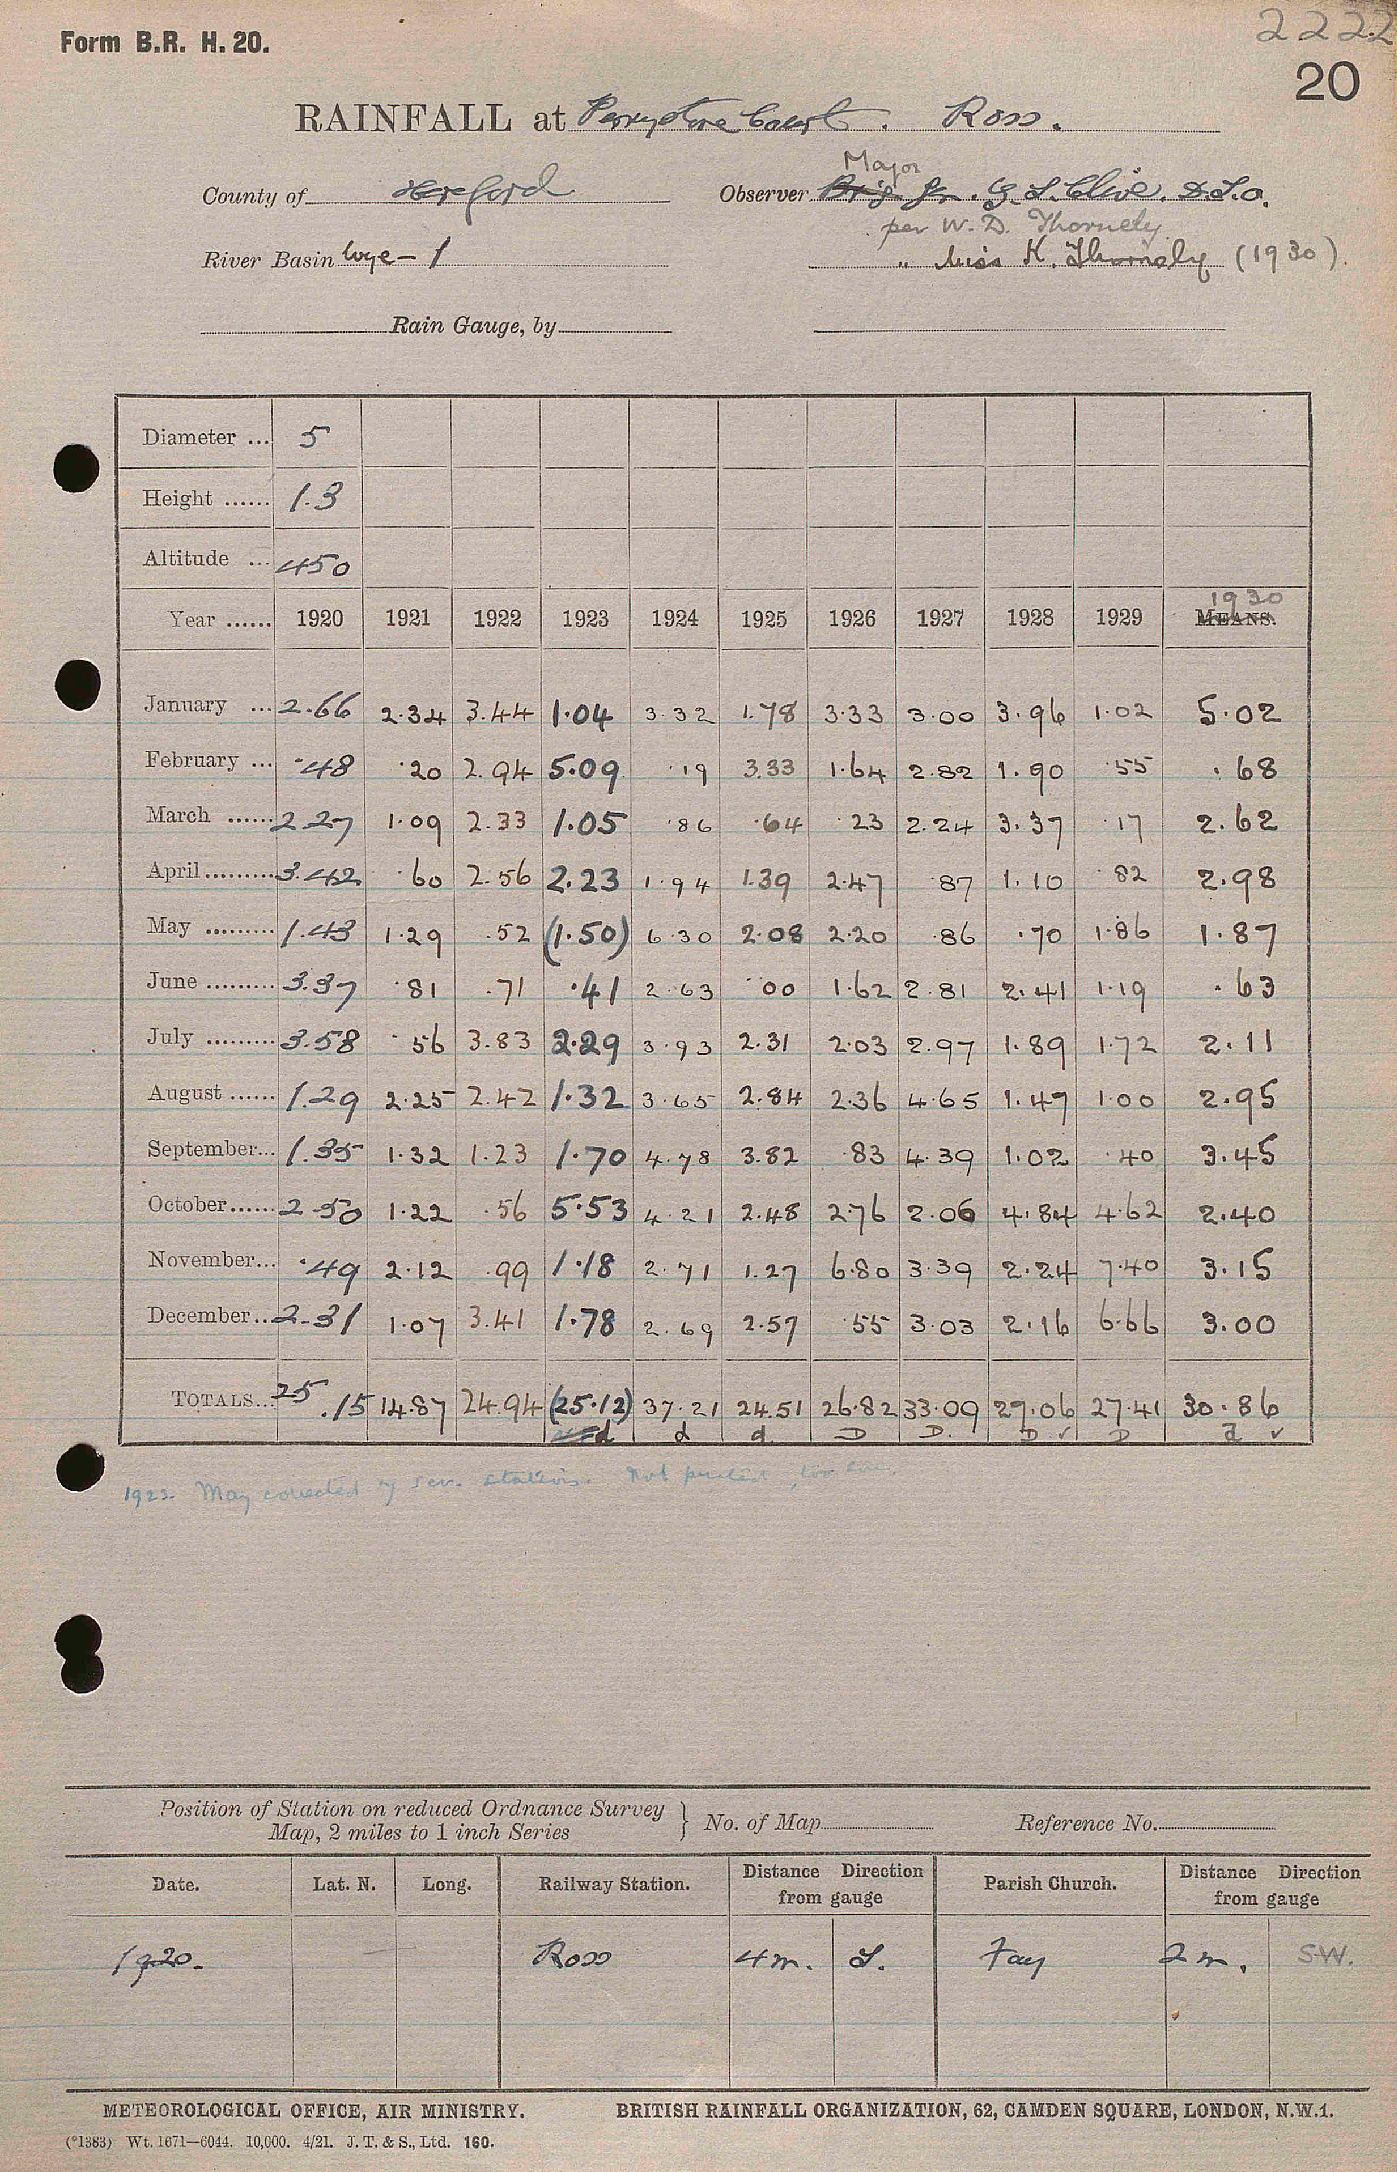 2222
Form B.R. H. 20.
20
RAINFALL at Perrystone Court. Ross.
Major
County of Hereford Observer Brig. Gen. G. S. Clive. D.S.O.
per W. D. Thornely
River Basin Wye - 1 " Miss K. Thornely (1930).
Rain Gauge, by
Diameter ... 5
Height ...... 1.3
Altitude ... 450
1930
Year ...... 1920 1921 1922 1923 1924 1925 1926 1927 1928 1929 MEANS.
January ... 2.66 2.34 3.44 1.04 3.32 1.78 3.33 3.00 3.96 1.02 5.02
February ... .48 .20 2.94 5.09 .19 3.33 1.64 2.82 1.90 .55 .68
March ...... 2.27 1.09 2.33 1.05 .86 .64 .23 2.24 3.37 .17 2.62
April ......... 3.42 .60 2.56 2.23 1.94 1.39 2.47 .87 1.10 .82 2.98
May ......... 1.43 1.29 .52 (1.50) 6.30 2.08 2.20 .86 .70 1.86 1.87
June ......... 3.37 .81 .71 .41 2.63 .00 1.62 2.81 2.41 1.19 .63
July ......... 3.58 .56 3.83 2.29 3.93 2.31 2.03 2.97 1.89 1.72 2.11
August ...... 1.29 2.25 2.42 1.32 3.65 2.84 2.36 4.65 1.47 1.00 2.95
September... 1.35 1.32 1.23 1.70 4.78 3.82 .83 4.39 1.02 .40 3.45
October ...... 2.50 1.22 .56 5.53 4.21 2.48 2.76 2.06 4.84 4.62 2.40
November... .49 2.12 .99 1.18 2.71 1.27 6.80 3.39 2.24 7.40 3.15
December... 2.31 1.07 3.41 1.78 2.69 2.57 .55 3.03 2.16 6.66 3.00
TOTALS... 25.15 14.87 24.94 (25.12) 37.21 24.51 26.82 33.09 29.06 27.41 30.86
d d d D D. D v D d v
May corrected by stations. Not printed, too low.
Position of Station on reduced Ordnance Survey
Map, 2 miles to 1 inch Series } No. of Map Reference No.
Date. Lat. N. Long. Railway Station. Distance Direction from gauge Parish Church. Distance Direction from gauge
1920. Ross 4 m. S. Foy 2 m. SW.
METEOROLOGICAL OFFICE, AIR MINISTRY. BRITISH RAINFALL ORGANIZATION, 62, CAMDEN SQUARE, LONDON, N.W.1.
(*1383) Wt. 1671—6044. 10,000. 4/21. J. T. & S., Ltd. 160.